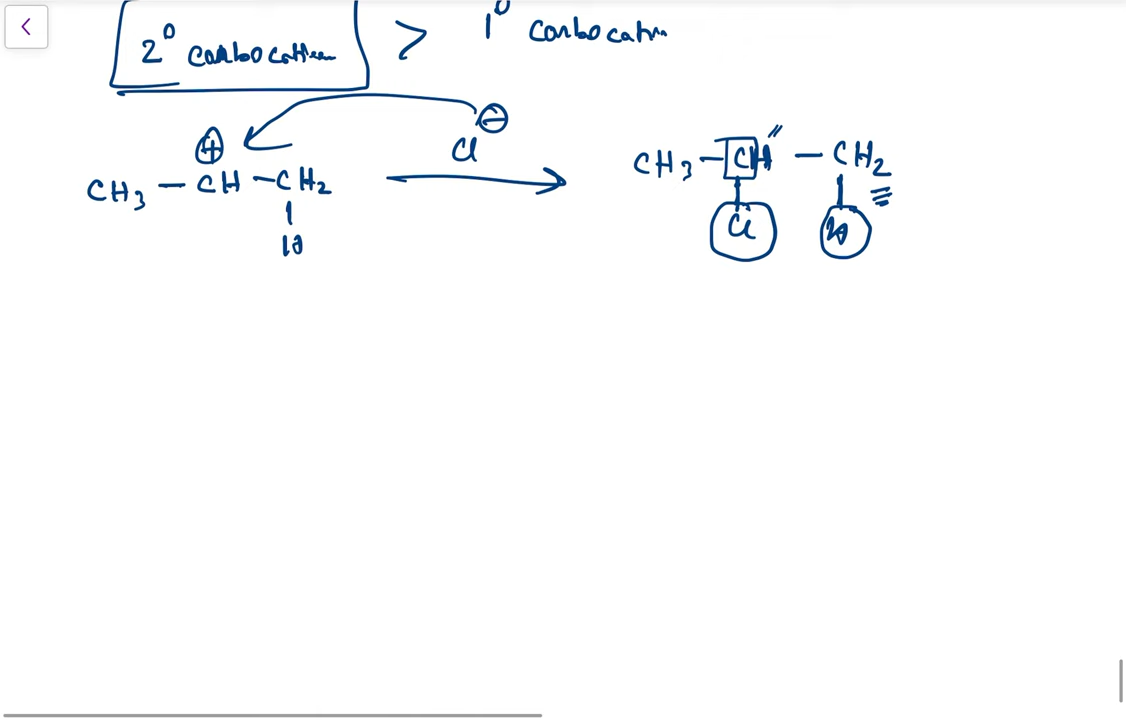 2° carbocation > 1° carbocation
⊕ Cl ⊖
CH₃ — CH — CH₂ ⟶ CH₃ — CH — CH₂
Cl